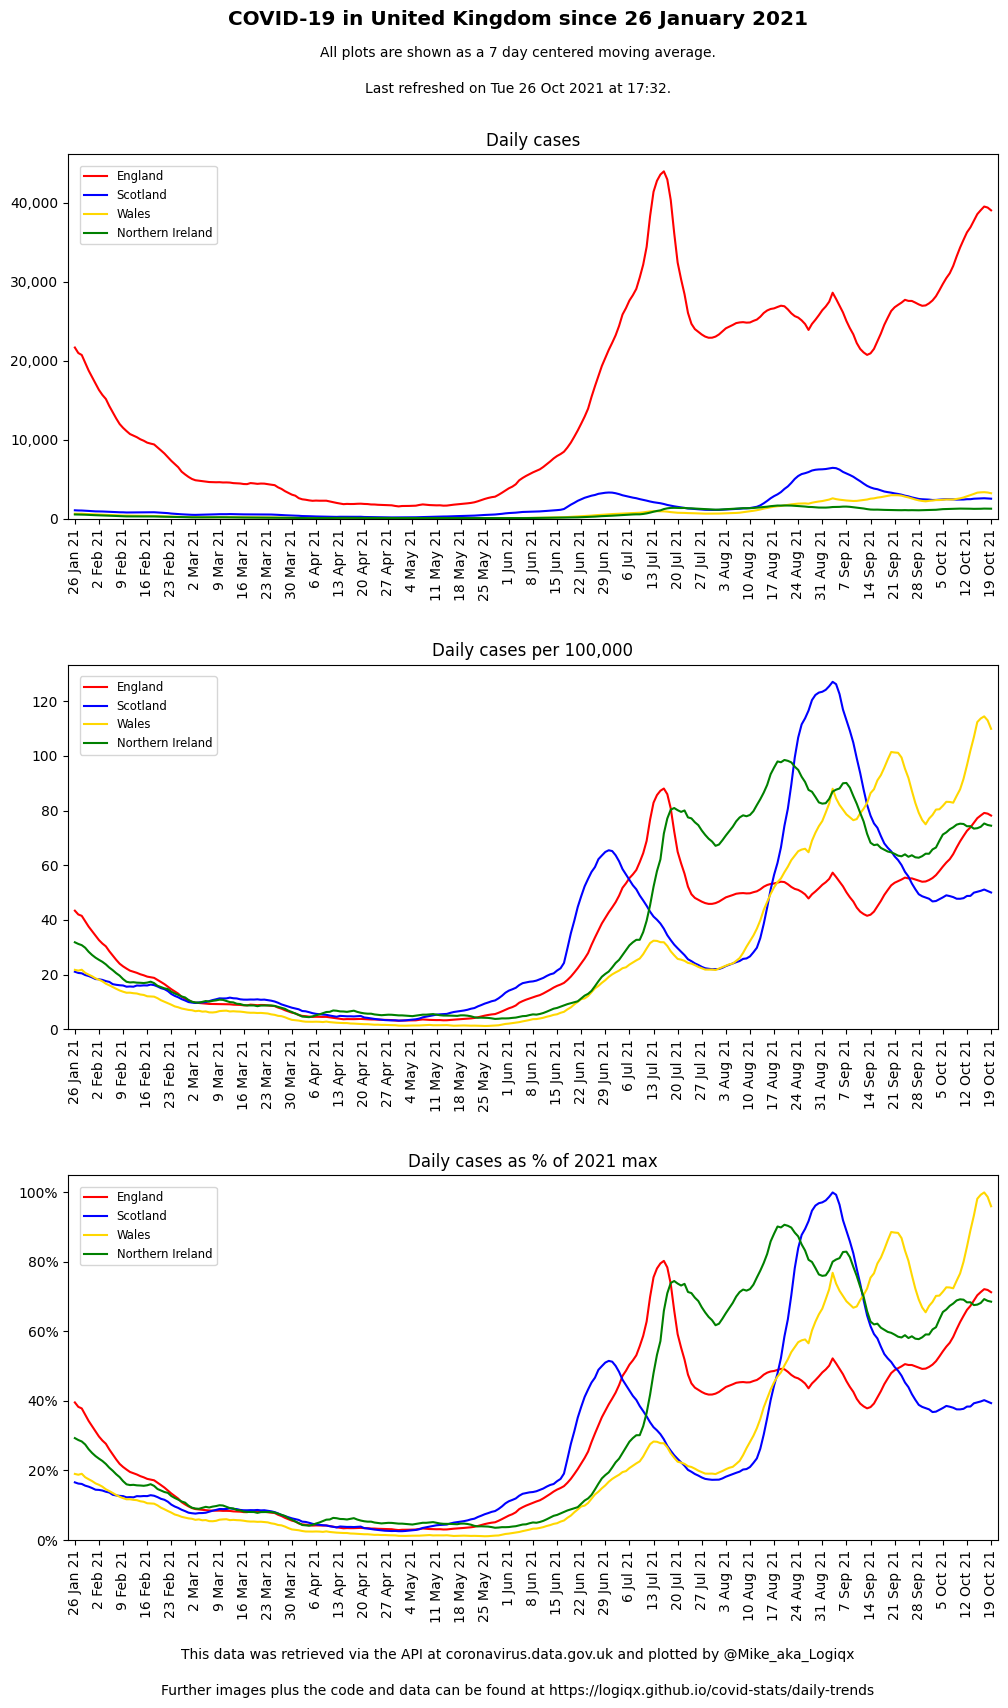 COVID-19 in United Kingdom since 26 January 2021
All plots are shown as a 7 day centered moving average.
Last refreshed on Tue 26 Oct 2021 at 17:32.
Daily cases
England
Scotland
Wales
Northern Ireland
40,000
30,000
20,000
10,000
0
26 Jan 21
2 Feb 21
9 Feb 21
16 Feb 21
23 Feb 21
2 Mar 21
9 Mar 21
16 Mar 21
23 Mar 21
30 Mar 21
6 Apr 21
13 Apr 21
20 Apr 21
27 Apr 21
4 May 21
11 May 21
18 May 21
25 May 21
1 Jun 21
8 Jun 21
15 Jun 21
22 Jun 21
29 Jun 21
6 Jul 21
13 Jul 21
20 Jul 21
27 Jul 21
3 Aug 21
10 Aug 21
17 Aug 21
24 Aug 21
31 Aug 21
7 Sep 21
14 Sep 21
21 Sep 21
28 Sep 21
5 Oct 21
12 Oct 21
19 Oct 21
Daily cases per 100,000
England
Scotland
Wales
Northern Ireland
120
100
80
60
40
20
0
26 Jan 21
2 Feb 21
9 Feb 21
16 Feb 21
23 Feb 21
2 Mar 21
9 Mar 21
16 Mar 21
23 Mar 21
30 Mar 21
6 Apr 21
13 Apr 21
20 Apr 21
27 Apr 21
4 May 21
11 May 21
18 May 21
25 May 21
1 Jun 21
8 Jun 21
15 Jun 21
22 Jun 21
29 Jun 21
6 Jul 21
13 Jul 21
20 Jul 21
27 Jul 21
3 Aug 21
10 Aug 21
17 Aug 21
24 Aug 21
31 Aug 21
7 Sep 21
14 Sep 21
21 Sep 21
28 Sep 21
5 Oct 21
12 Oct 21
19 Oct 21
Daily cases as % of 2021 max
England
Scotland
Wales
Northern Ireland
100%
80%
60%
40%
20%
0%
26 Jan 21
2 Feb 21
9 Feb 21
16 Feb 21
23 Feb 21
2 Mar 21
9 Mar 21
16 Mar 21
23 Mar 21
30 Mar 21
6 Apr 21
13 Apr 21
20 Apr 21
27 Apr 21
4 May 21
11 May 21
18 May 21
25 May 21
1 Jun 21
8 Jun 21
15 Jun 21
22 Jun 21
29 Jun 21
6 Jul 21
13 Jul 21
20 Jul 21
27 Jul 21
3 Aug 21
10 Aug 21
17 Aug 21
24 Aug 21
31 Aug 21
7 Sep 21
14 Sep 21
21 Sep 21
28 Sep 21
5 Oct 21
12 Oct 21
19 Oct 21
This data was retrieved via the API at coronavirus.data.gov.uk and plotted by @Mike_aka_Logiqx
Further images plus the code and data can be found at https://logiqx.github.io/covid-stats/daily-trends